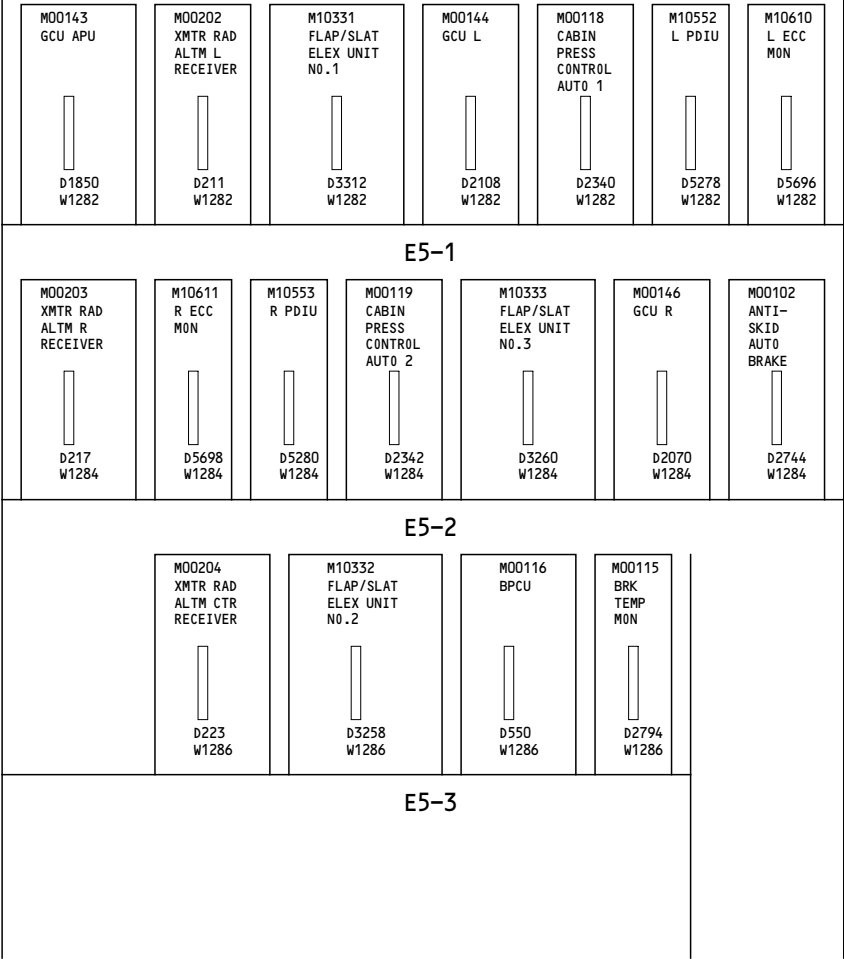 M00143
GCU APU
D1850
W1282
M00202
XMTR RAD
ALTM L
RECEIVER
D211
W1282
M10331
FLAP/SLAT
ELEX UNIT
NO.1
D3312
W1282
M00144
GCU L
D2108
W1282
M00118
CABIN
PRESS
CONTROL
AUTO 1
D2340
W1282
M10552
L PDIU
D5278
W1282
M10610
L ECC
MON
D5696
W1282
E5-1
M00203
XMTR RAD
ALTM R
RECEIVER
D217
W1284
M10611
R ECC
MON
D5698
W1284
M10553
R PDIU
D5280
W1284
M00119
CABIN
PRESS
CONTROL
AUTO 2
D2342
W1284
M10333
FLAP/SLAT
ELEX UNIT
NO.3
D3260
W1284
M00146
GCU R
D2070
W1284
M00102
ANTI-
SKID
AUTO
BRAKE
D2744
W1284
E5-2
M00204
XMTR RAD
ALTM CTR
RECEIVER
D223
W1286
M10332
FLAP/SLAT
ELEX UNIT
NO.2
D3258
W1286
M00116
BPCU
D550
W1286
M00115
BRK
TEMP
MON
D2794
W1286
E5-3